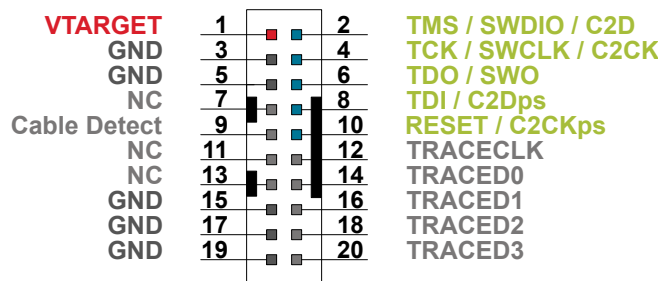 VTARGET 1 2 TMS / SWDIO / C2D
GND 3 4 TCK / SWCLK / C2CK
GND 5 6 TDO / SWO
NC 7 8 TDI / C2Dps
Cable Detect 9 10 RESET / C2CKps
NC 11 12 TRACECLK
NC 13 14 TRACED0
GND 15 16 TRACED1
GND 17 18 TRACED2
GND 19 20 TRACED3